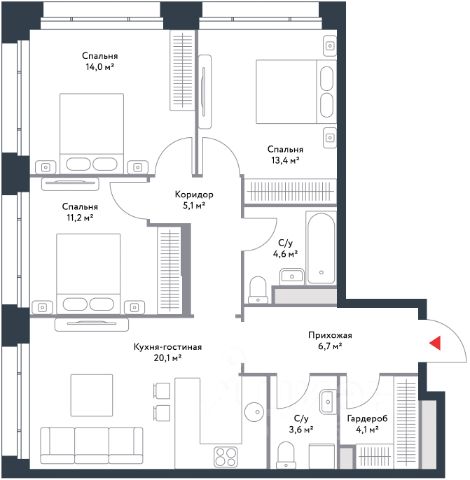 Спальня
14,0 м²
Спальня
13,4 м²
Спальня
11,2 м²
Коридор
5,1 м²
С/у
4,6 м²
Кухня-гостиная
20,1 м²
Прихожая
6,7 м²
С/у
3,6 м²
Гардероб
4,1 м²